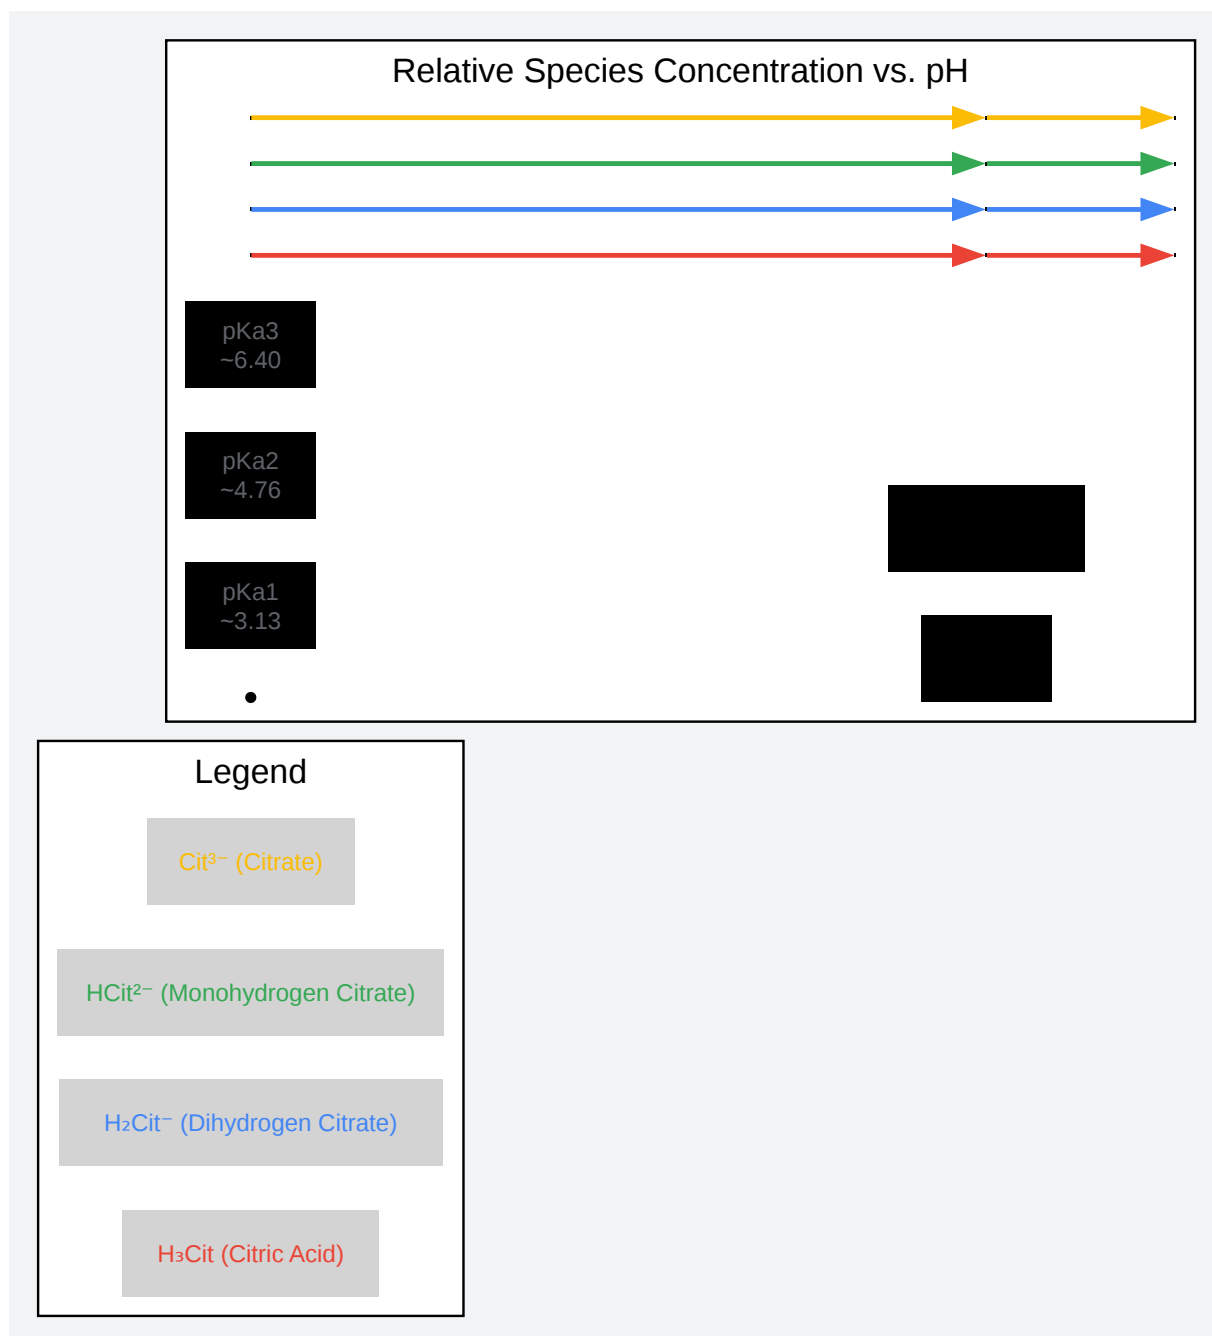 Relative Species Concentration vs. pH
pKa3
~6.40
pKa2
~4.76
pKa1
~3.13
Legend
Cit³⁻ (Citrate)
HCit²⁻ (Monohydrogen Citrate)
H₂Cit⁻ (Dihydrogen Citrate)
H₃Cit (Citric Acid)